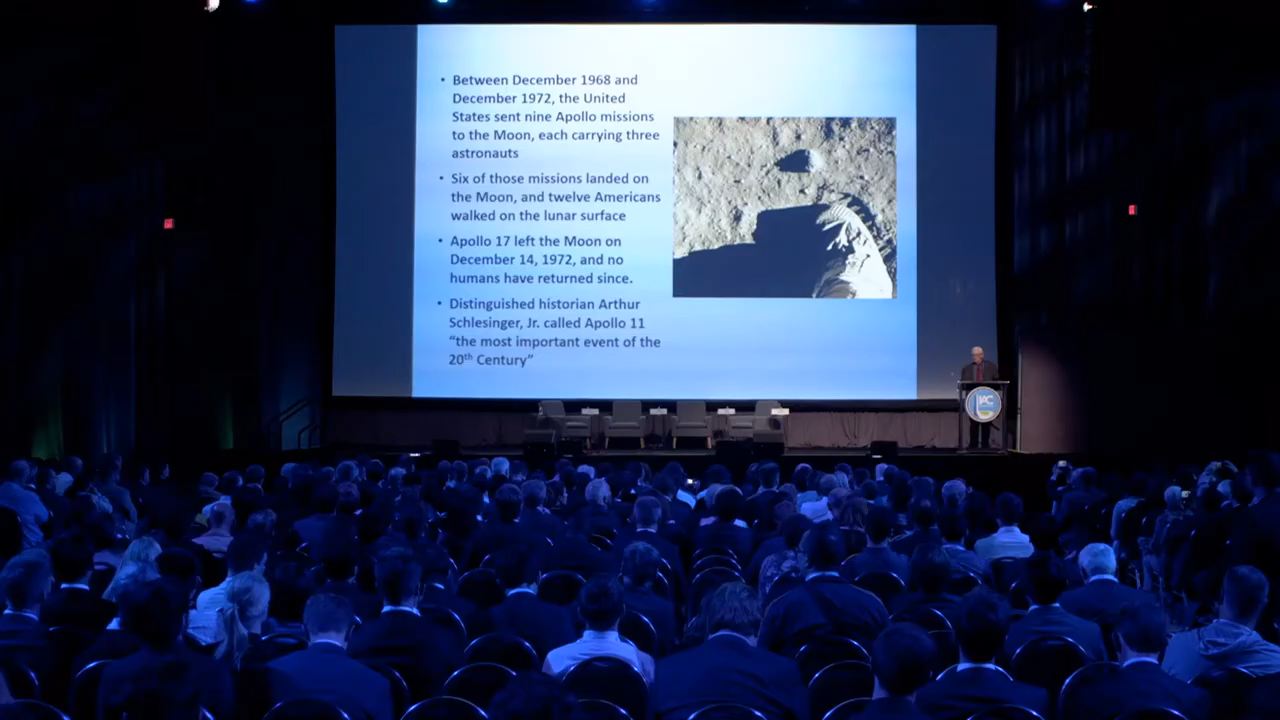 • Between December 1968 and
December 1972, the United
States sent nine Apollo missions
to the Moon, each carrying three
astronauts
• Six of those missions landed on
the Moon, and twelve Americans
walked on the lunar surface
• Apollo 17 left the Moon on
December 14, 1972, and no
humans have returned since.
• Distinguished historian Arthur
Schlesinger, Jr. called Apollo 11
“the most important event of the
20th Century”
IAC